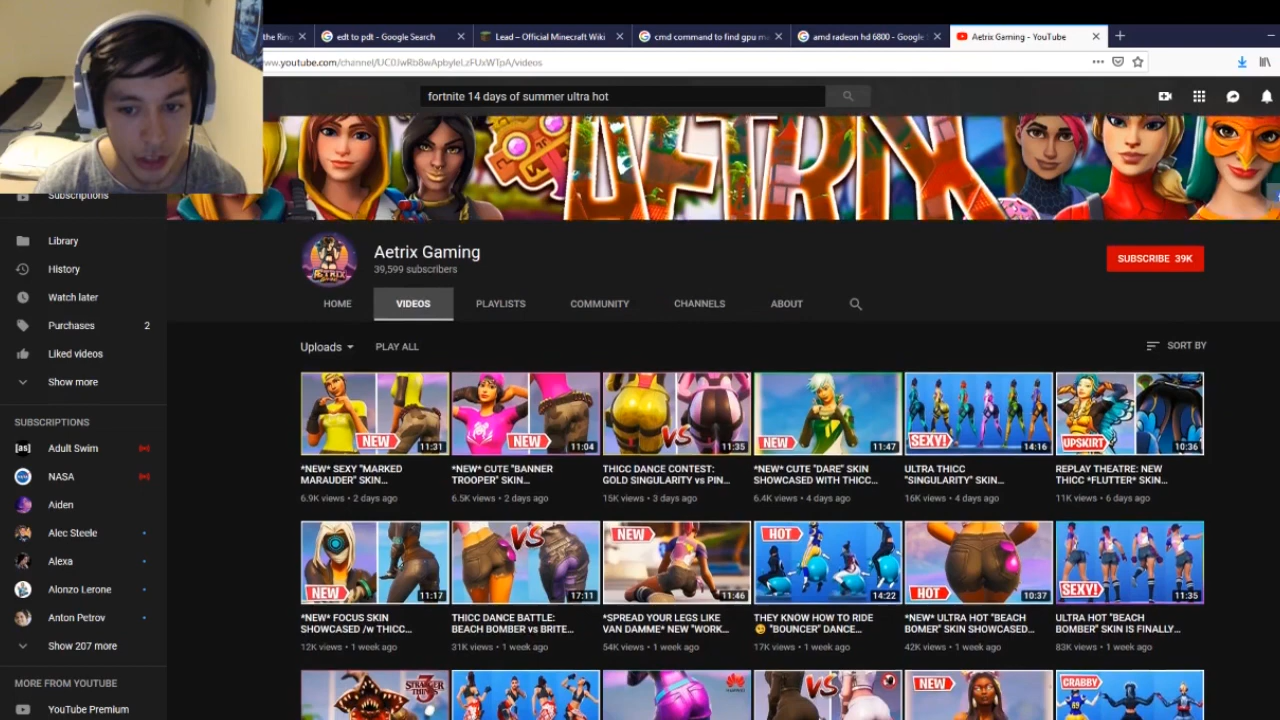 the Ring
edt to pdt - Google Search
Lead – Official Minecraft Wiki
cmd command to find gpu m
amd radeon hd 6800 - Google S
Aetrix Gaming - YouTube
fortnite 14 days of summer ultra hot
AETRIX
Subscriptions
Library
History
Watch later
Purchases 2
Liked videos
Show more
SUBSCRIPTIONS
[as] Adult Swim
NASA
Aiden
Alec Steele
Alexa
Alonzo Lerone
Anton Petrov
Show 207 more
MORE FROM YOUTUBE
YouTube Premium
Aetrix Gaming
39,599 subscribers
SUBSCRIBE 39K
HOME VIDEOS PLAYLISTS COMMUNITY CHANNELS ABOUT
Uploads PLAY ALL SORT BY
NEW 11:31
NEW 11:04
VS 11:35
NEW 11:47
SEXY! 14:16
UPSKIRT 10:36
*NEW* SEXY "MARKED
MARAUDER" SKIN...
6.9K views • 2 days ago
*NEW* CUTE "BANNER
TROOPER" SKIN...
6.5K views • 2 days ago
THICC DANCE CONTEST:
GOLD SINGULARITY vs PIN...
15K views • 3 days ago
*NEW* CUTE "DARE" SKIN
SHOWCASED WITH THICC...
6.4K views • 4 days ago
ULTRA THICC
"SINGULARITY" SKIN...
16K views • 4 days ago
REPLAY THEATRE: NEW
THICC *FLUTTER* SKIN...
11K views • 6 days ago
NEW 11:17
VS 17:11
NEW 11:46
HOT 14:22
HOT 10:37
SEXY! 11:35
*NEW* FOCUS SKIN
SHOWCASED /w THICC...
12K views • 1 week ago
THICC DANCE BATTLE:
BEACH BOMBER vs BRITE...
31K views • 1 week ago
*SPREAD YOUR LEGS LIKE
VAN DAMME* NEW "WORK...
54K views • 1 week ago
THEY KNOW HOW TO RIDE
😏 "BOUNCER" DANCE...
17K views • 1 week ago
*NEW* ULTRA HOT "BEACH
BOMER" SKIN SHOWCASED...
42K views • 1 week ago
ULTRA HOT "BEACH
BOMBER" SKIN IS FINALLY...
83K views • 1 week ago
STRANGER
HUAWEI
VS
NEW
CRABBY